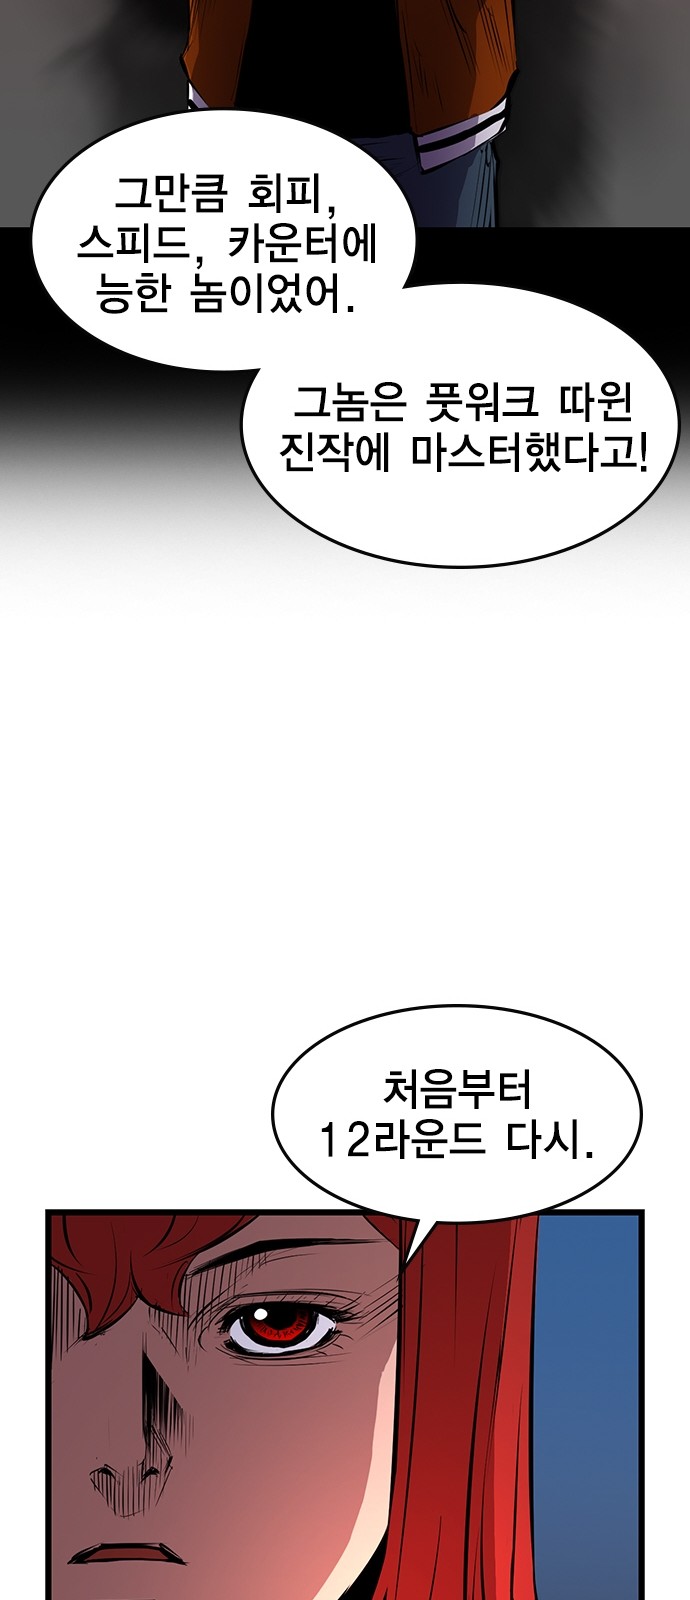 그만큼 회피,
스피드, 카운터에
능한 놈이었어.
그놈은 풋워크 따윈
진작에 마스터했다고!
처음부터
12라운드 다시.